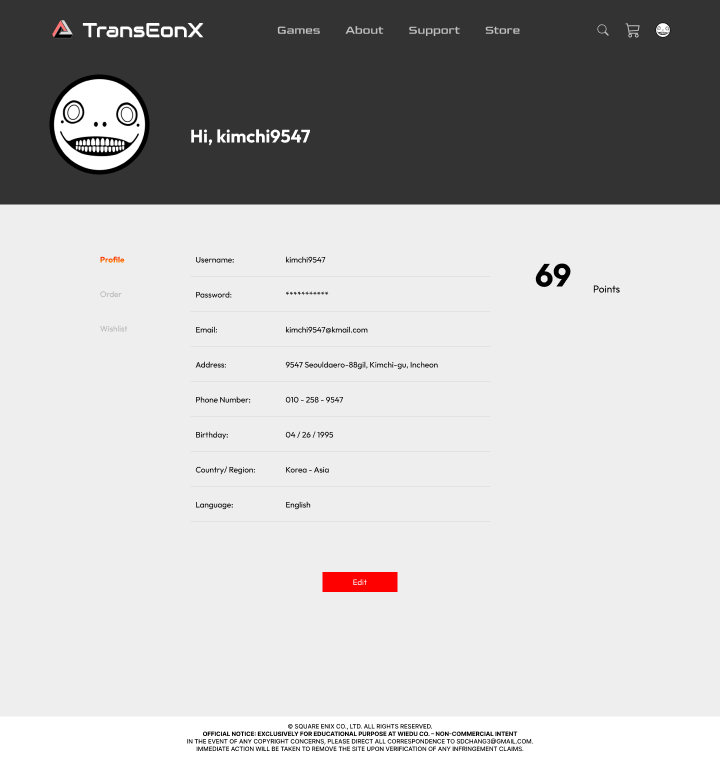 TransEonX
Games About Support Store
Hi, kimchi9547
Profile
Order
Wishlist
Username: kimchi9547
Password: ***********
Email: kimchi9547@kmail.com
Address: 9547 Seouldaero-88gil, Kimchi-gu, Incheon
Phone Number: 010 - 258 - 9547
Birthday: 04 / 26 / 1995
Country/ Region: Korea - Asia
Language: English
69 Points
Edit
© SQUARE ENIX CO., LTD. ALL RIGHTS RESERVED.
OFFICIAL NOTICE: EXCLUSIVELY FOR EDUCATIONAL PURPOSE AT WIEDU CO. – NON-COMMERCIAL INTENT
IN THE EVENT OF ANY COPYRIGHT CONCERNS, PLEASE DIRECT ALL CORRESPONDENCE TO SDCHANG3@GMAIL.COM.
IMMEDIATE ACTION WILL BE TAKEN TO REMOVE THE SITE UPON VERIFICATION OF ANY INFRINGEMENT CLAIMS.